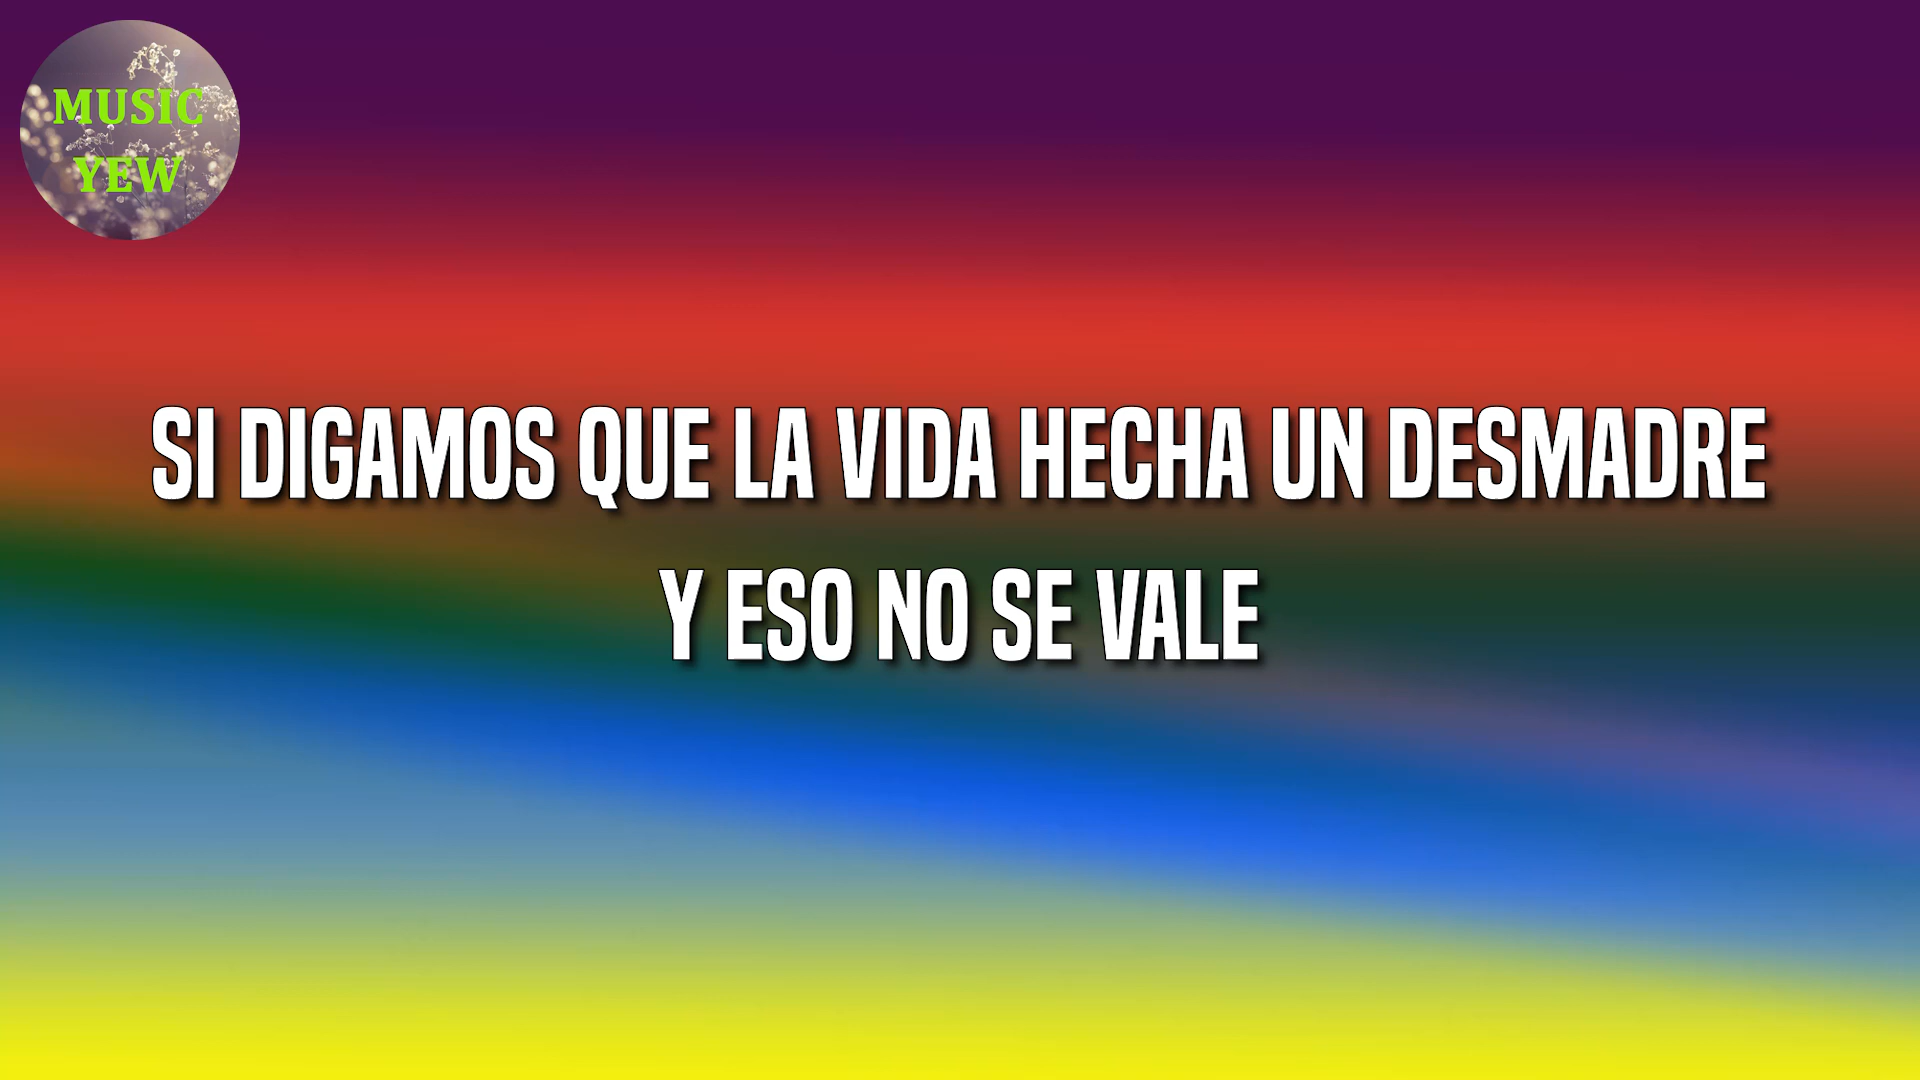 MUSIC
YEW
SI DIGAMOS QUE LA VIDA HECHA UN DESMADRE
Y ESO NO SE VALE